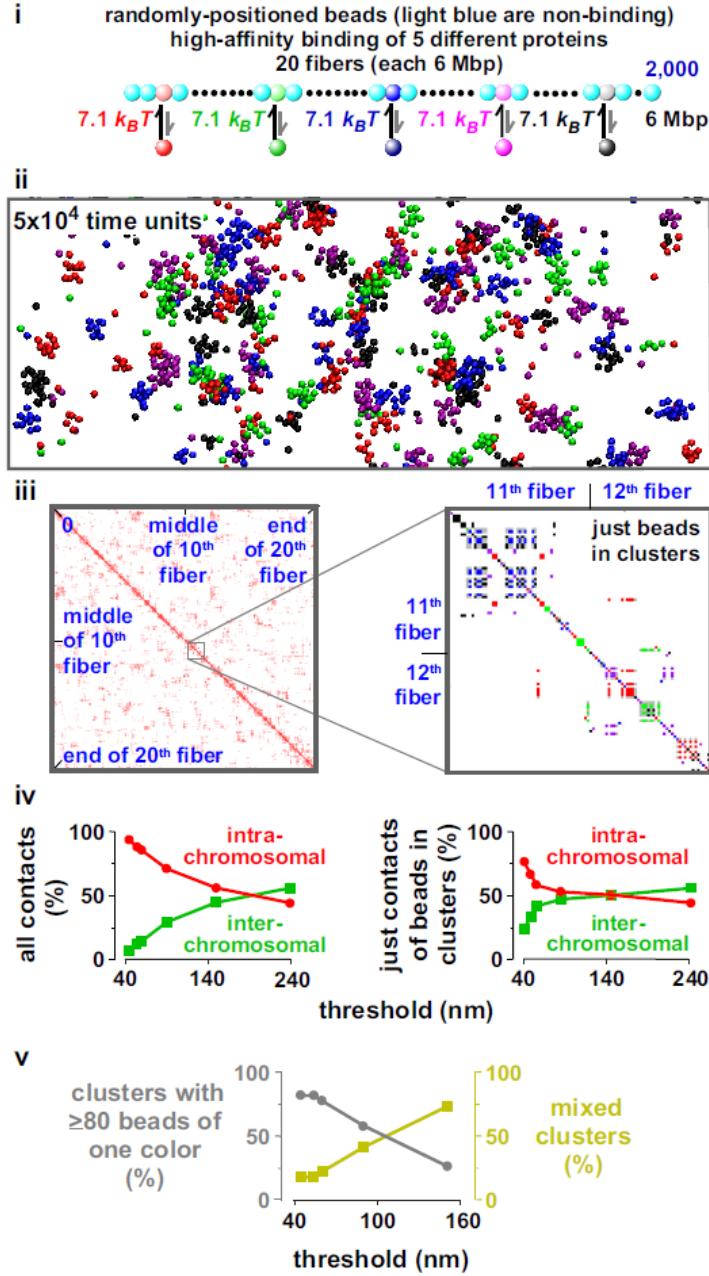 i
randomly-positioned beads (light blue are non-binding)
high-affinity binding of 5 different proteins
20 fibers (each 6 Mbp)
2,000
7.1 kBT 7.1 kBT 7.1 kBT 7.1 kBT 7.1 kBT 6 Mbp
ii
5x10⁴ time units
iii
11th fiber 12th fiber
0
middle
of 10th
fiber
end
of 20th
fiber
middle
of 10th
fiber
end of 20th fiber
just beads
in clusters
11th
fiber
12th
fiber
iv
all contacts
(%)
100
50
0
intra-
chromosomal
inter-
chromosomal
40 140 240
just contacts
of beads in
clusters (%)
100
50
0
intra-
chromosomal
inter-
chromosomal
40 140 240
threshold (nm)
v
clusters with
≥80 beads of
one color
(%)
100
50
0
100
50
0
mixed
clusters
(%)
40 100 160
threshold (nm)